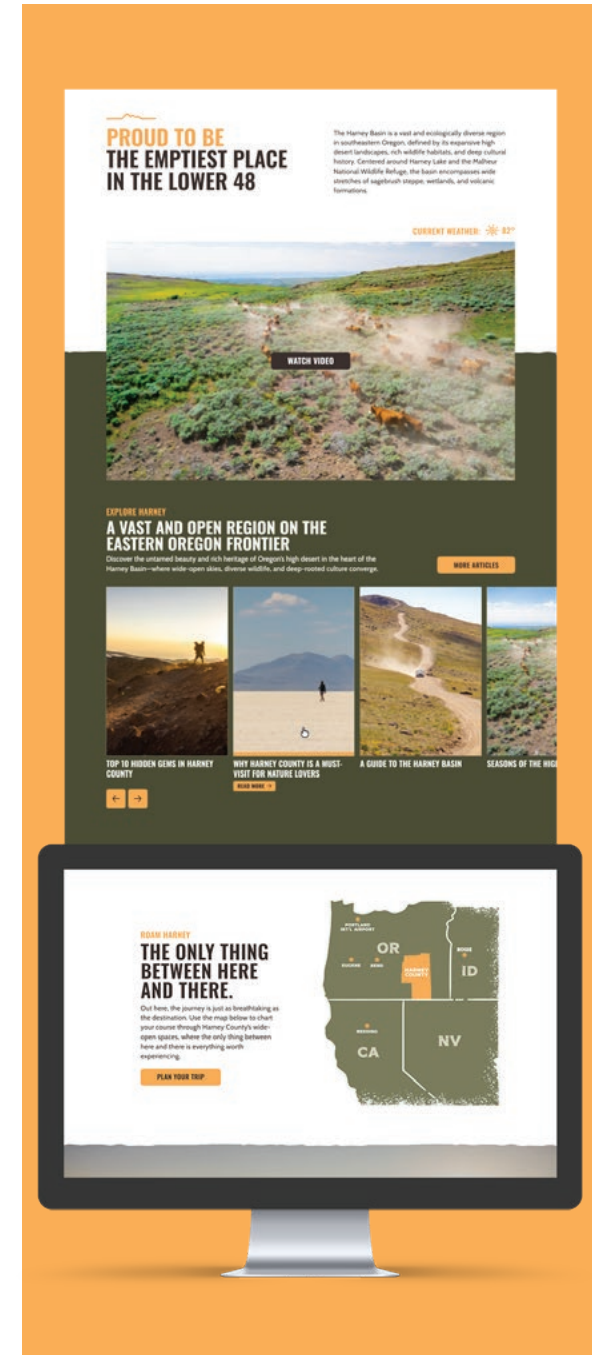 PROUD TO BE
THE EMPTIEST PLACE
IN THE LOWER 48
The Harney Basin is a vast and ecologically diverse region
in southeastern Oregon, defined by its expansive high
desert landscapes, rich wildlife habitats, and deep cultural
history. Centered around Harney Lake and the Malheur
National Wildlife Refuge, the basin encompasses wide
stretches of sagebrush steppe, wetlands, and volcanic
formations.
CURRENT WEATHER: 82°
WATCH VIDEO
EXPLORE HARNEY
A VAST AND OPEN REGION ON THE
EASTERN OREGON FRONTIER
Discover the untamed beauty and rich heritage of Oregon's high desert in the heart of the
Harney Basin—where wide-open skies, diverse wildlife, and deep-rooted culture converge.
MORE ARTICLES
TOP 10 HIDDEN GEMS IN HARNEY
COUNTY
WHY HARNEY COUNTY IS A MUST-
VISIT FOR NATURE LOVERS
READ MORE →
A GUIDE TO THE HARNEY BASIN
SEASONS OF THE HIG
← →
ROAM HARNEY
THE ONLY THING
BETWEEN HERE
AND THERE.
Out here, the journey is just as breathtaking as
the destination. Use the map below to chart
your course through Harney County's wide-
open spaces, where the only thing between
here and there is everything worth
experiencing.
PLAN YOUR TRIP
PORTLAND
INT'L AIRPORT
OR
EUGENE
BEND
HARNEY
COUNTY
BOISE
ID
REDDING
CA
NV